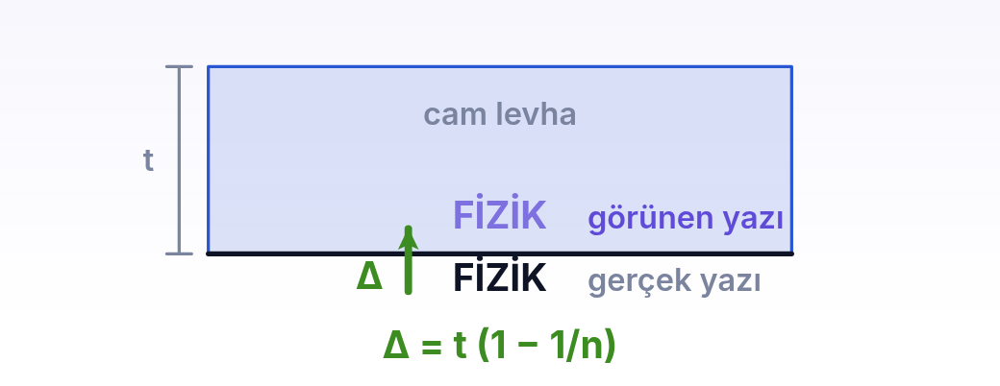 cam levha
t
FİZİK görünen yazı
Δ FİZİK gerçek yazı
Δ = t (1 − 1/n)